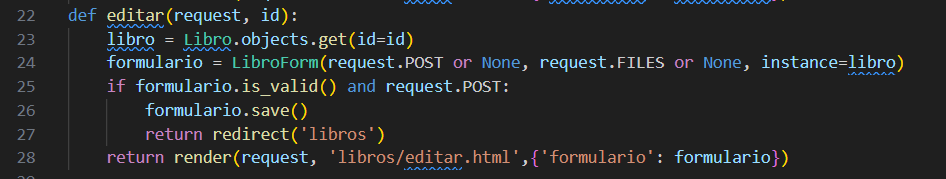 22 def editar(request, id):
23 libro = Libro.objects.get(id=id)
24 formulario = LibroForm(request.POST or None, request.FILES or None, instance=libro)
25 if formulario.is_valid() and request.POST:
26 formulario.save()
27 return redirect('libros')
28 return render(request, 'libros/editar.html',{'formulario': formulario})